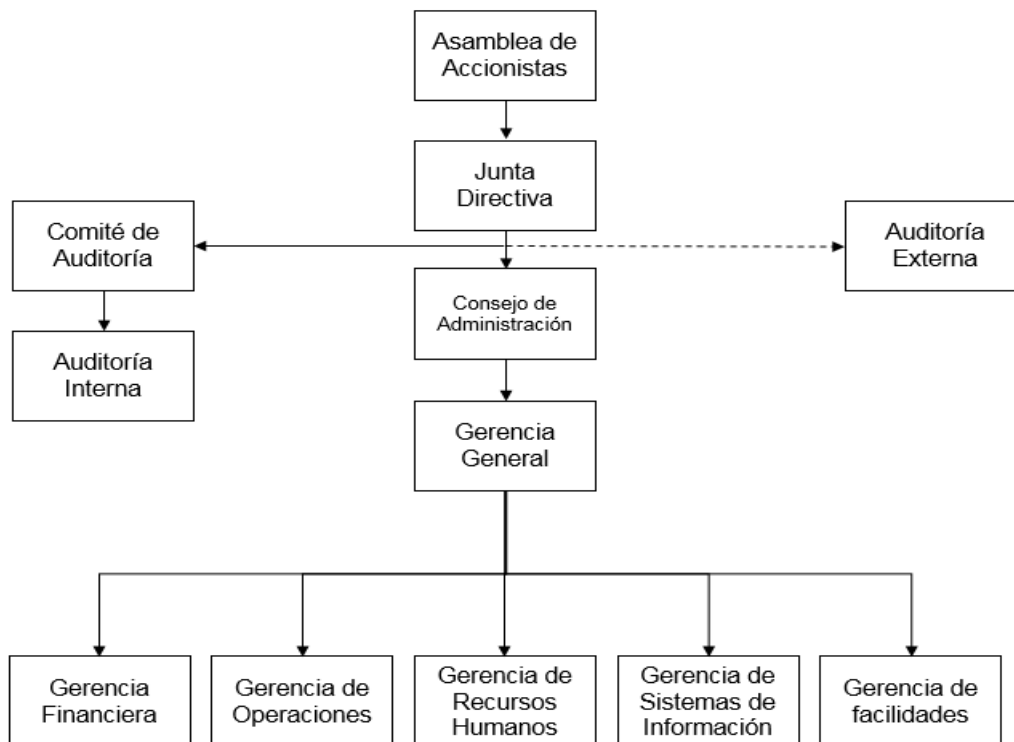 Asamblea de
Accionistas
Junta
Directiva
Comité de
Auditoría
Auditoría
Externa
Consejo de
Administración
Auditoría
Interna
Gerencia
General
Gerencia
Financiera
Gerencia de
Operaciones
Gerencia de
Recursos
Humanos
Gerencia de
Sistemas de
Información
Gerencia de
facilidades